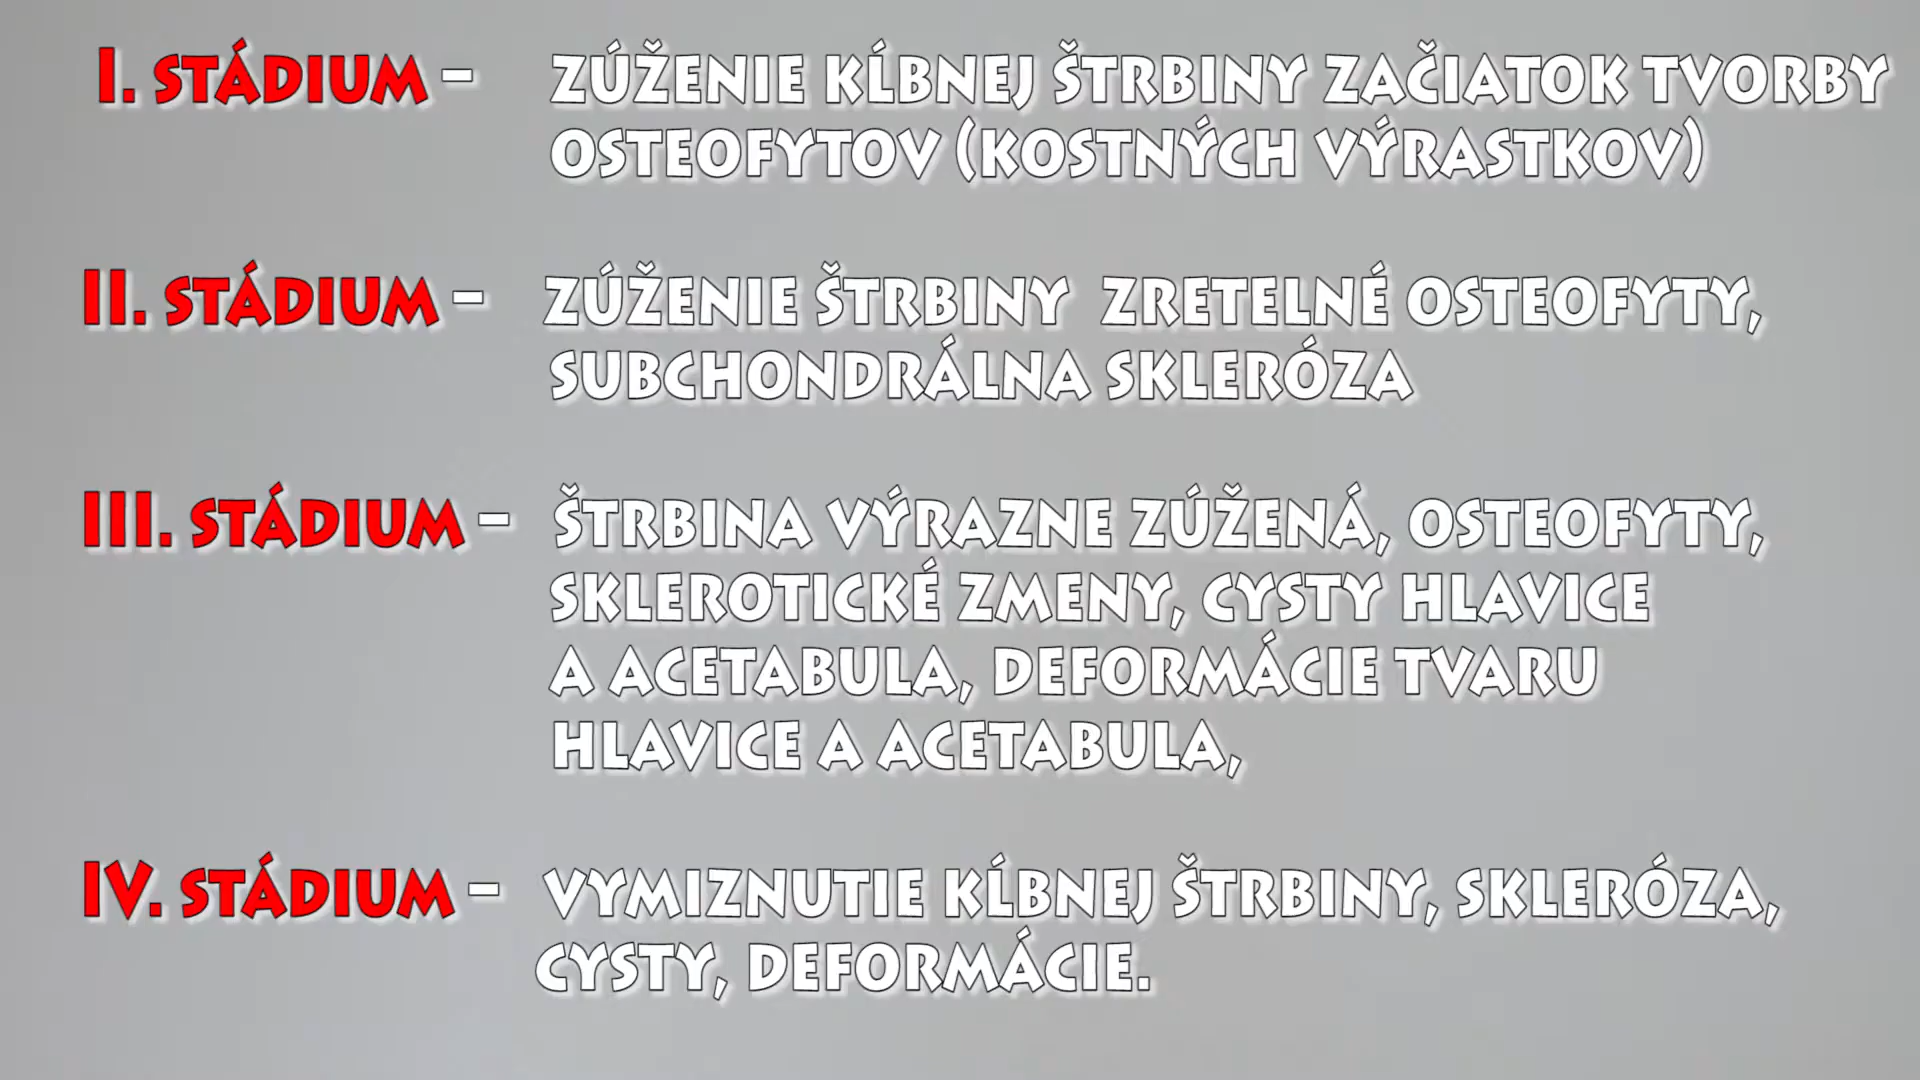 I. STÁDIUM – ZÚŽENIE KĹBNEJ ŠTRBINY ZAČIATOK TVORBY
OSTEOFYTOV (KOSTNÝCH VÝRASTKOV)
II. STÁDIUM – ZÚŽENIE ŠTRBINY ZRETELNÉ OSTEOFYTY,
SUBCHONDRÁLNA SKLERÓZA
III. STÁDIUM – ŠTRBINA VÝRAZNE ZÚŽENÁ, OSTEOFYTY,
SKLEROTICKÉ ZMENY, CYSTY HLAVICE
A ACETABULA, DEFORMÁCIE TVARU
HLAVICE A ACETABULA,
IV. STÁDIUM – VYMIZNUTIE KĹBNEJ ŠTRBINY, SKLERÓZA,
CYSTY, DEFORMÁCIE.